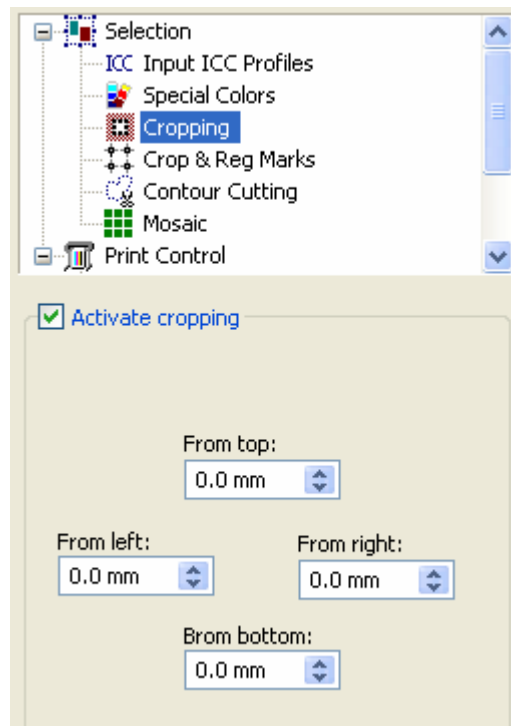 Selection
ICC Input ICC Profiles
Special Colors
Cropping
Crop & Reg Marks
Contour Cutting
Mosaic
Print Control
Activate cropping
From top:
0.0 mm
From left: From right:
0.0 mm 0.0 mm
Brom bottom:
0.0 mm